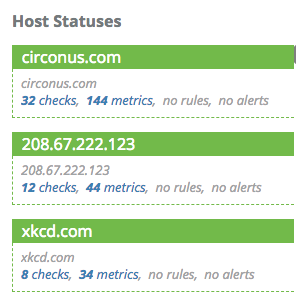 Host Statuses
circonus.com
circonus.com
32 checks, 144 metrics, no rules, no alerts
208.67.222.123
208.67.222.123
12 checks, 44 metrics, no rules, no alerts
xkcd.com
xkcd.com
8 checks, 34 metrics, no rules, no alerts